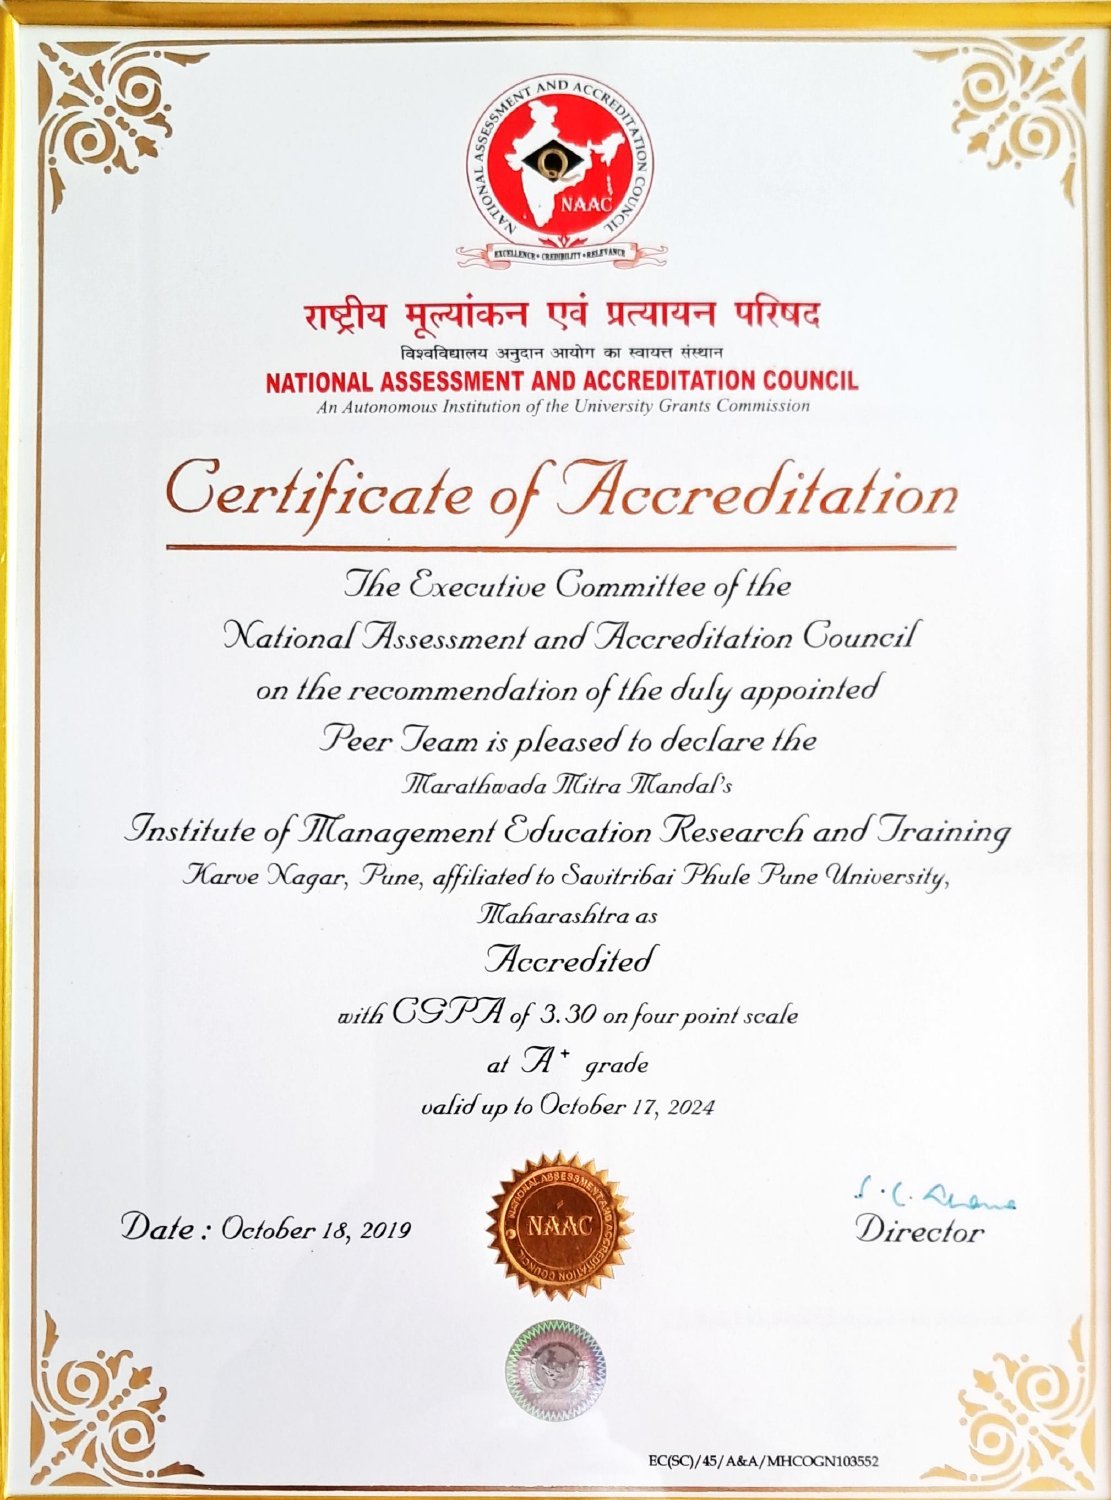 NATIONAL ASSESSMENT AND ACCREDITATION COUNCIL
NAAC
EXCELLENCE • CREDIBILITY • RELEVANCE
राष्ट्रीय मूल्यांकन एवं प्रत्यायन परिषद
विश्वविद्यालय अनुदान आयोग का स्वायत्त संस्थान
NATIONAL ASSESSMENT AND ACCREDITATION COUNCIL
An Autonomous Institution of the University Grants Commission
Certificate of Accreditation
The Executive Committee of the
National Assessment and Accreditation Council
on the recommendation of the duly appointed
Peer Team is pleased to declare the
Marathwada Mitra Mandal's
Institute of Management Education Research and Training
Karve Nagar, Pune, affiliated to Savitribai Phule Pune University,
Maharashtra as
Accredited
with CGPA of 3.30 on four point scale
at A+ grade
valid up to October 17, 2024
Date : October 18, 2019
NATIONAL ASSESSMENT AND ACCREDITATION COUNCIL
NAAC
Director
EC(SC)/45/A&A/MHCOGN103552